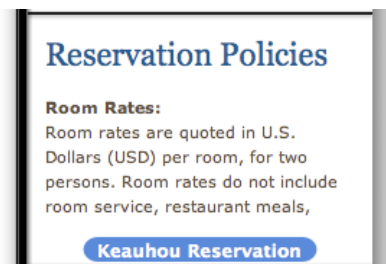 Reservation Policies
Room Rates:
Room rates are quoted in U.S.
Dollars (USD) per room, for two
persons. Room rates do not include
room service, restaurant meals,
Keauhou Reservation